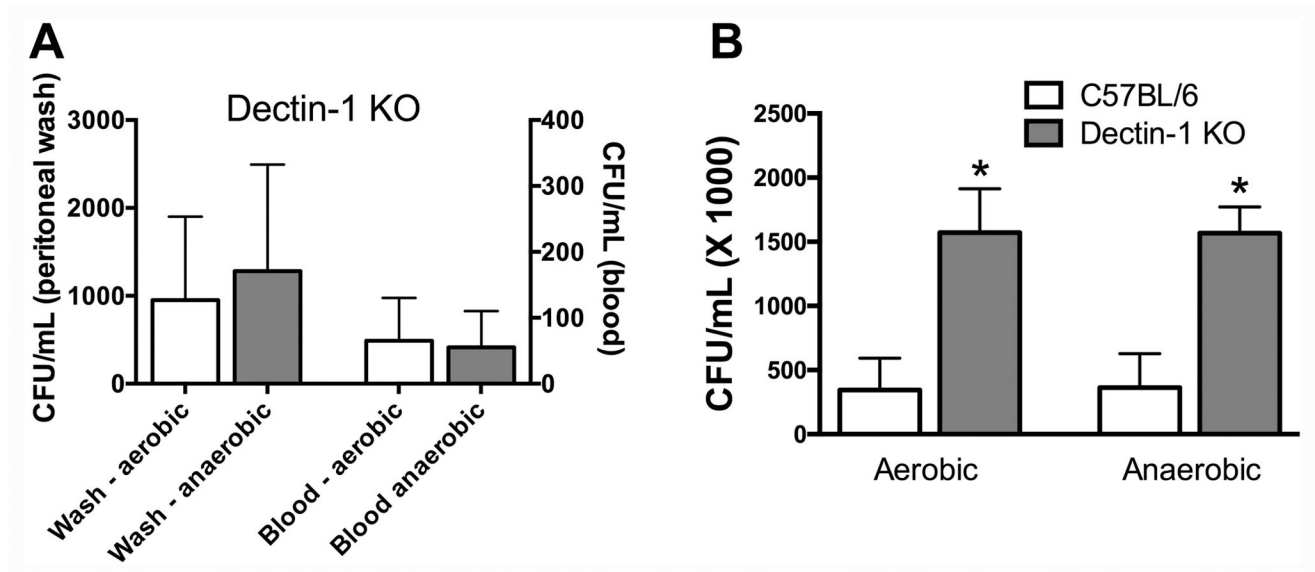 A
Dectin-1 KO
CFU/mL (peritoneal wash)
3000
2000
1000
0
400
300
200
100
0
CFU/mL (blood)
Wash - aerobic
Wash - anaerobic
Blood - aerobic
Blood anaerobic
B
C57BL/6
Dectin-1 KO
CFU/mL (X 1000)
2500
2000
1500
1000
500
0
*
*
Aerobic
Anaerobic